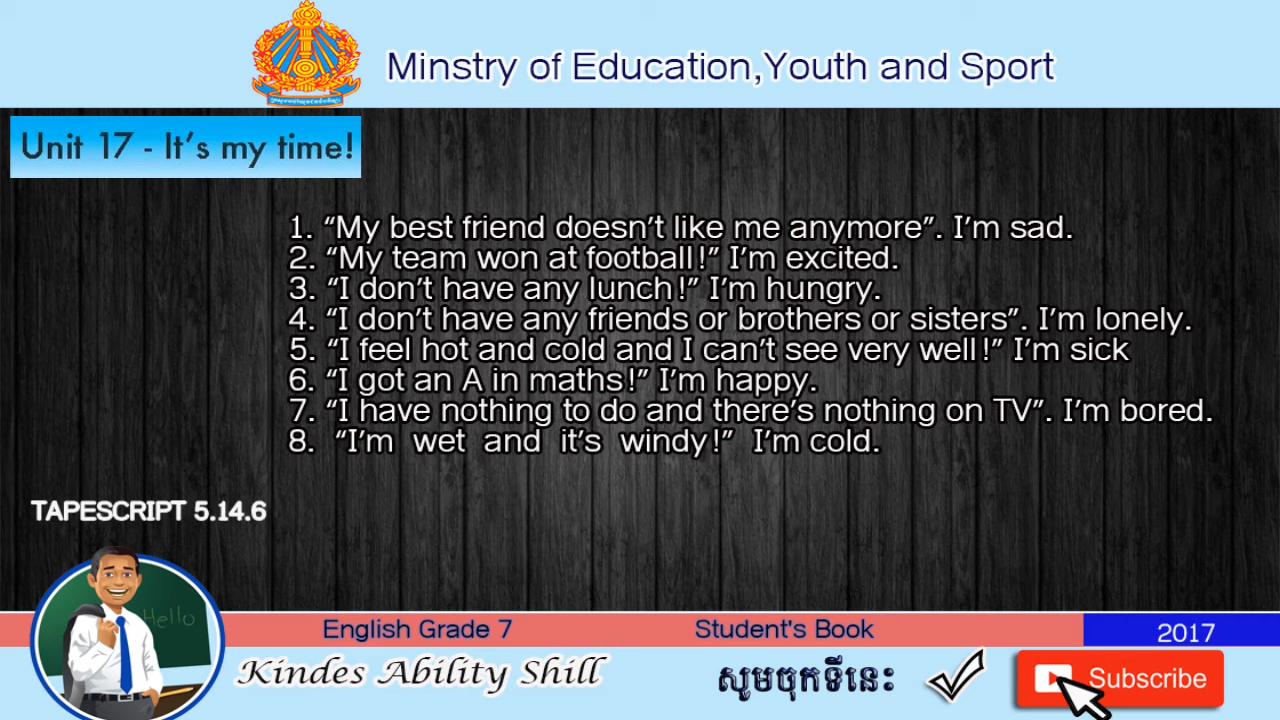 Minstry of Education,Youth and Sport
Unit 17 - It's my time!
1. “My best friend doesn't like me anymore”. I'm sad.
2. “My team won at football!” I'm excited.
3. “I don't have any lunch!” I'm hungry.
4. “I don't have any friends or brothers or sisters”. I'm lonely.
5. “I feel hot and cold and I can't see very well!” I'm sick
6. “I got an A in maths!” I'm happy.
7. “I have nothing to do and there's nothing on TV”. I'm bored.
8. “I'm wet and it's windy!” I'm cold.
TAPESCRIPT 5.14.6
Hello
English Grade 7
Student's Book
2017
Kindes Ability Shill
សូមចុកទីនេះ
Subscribe